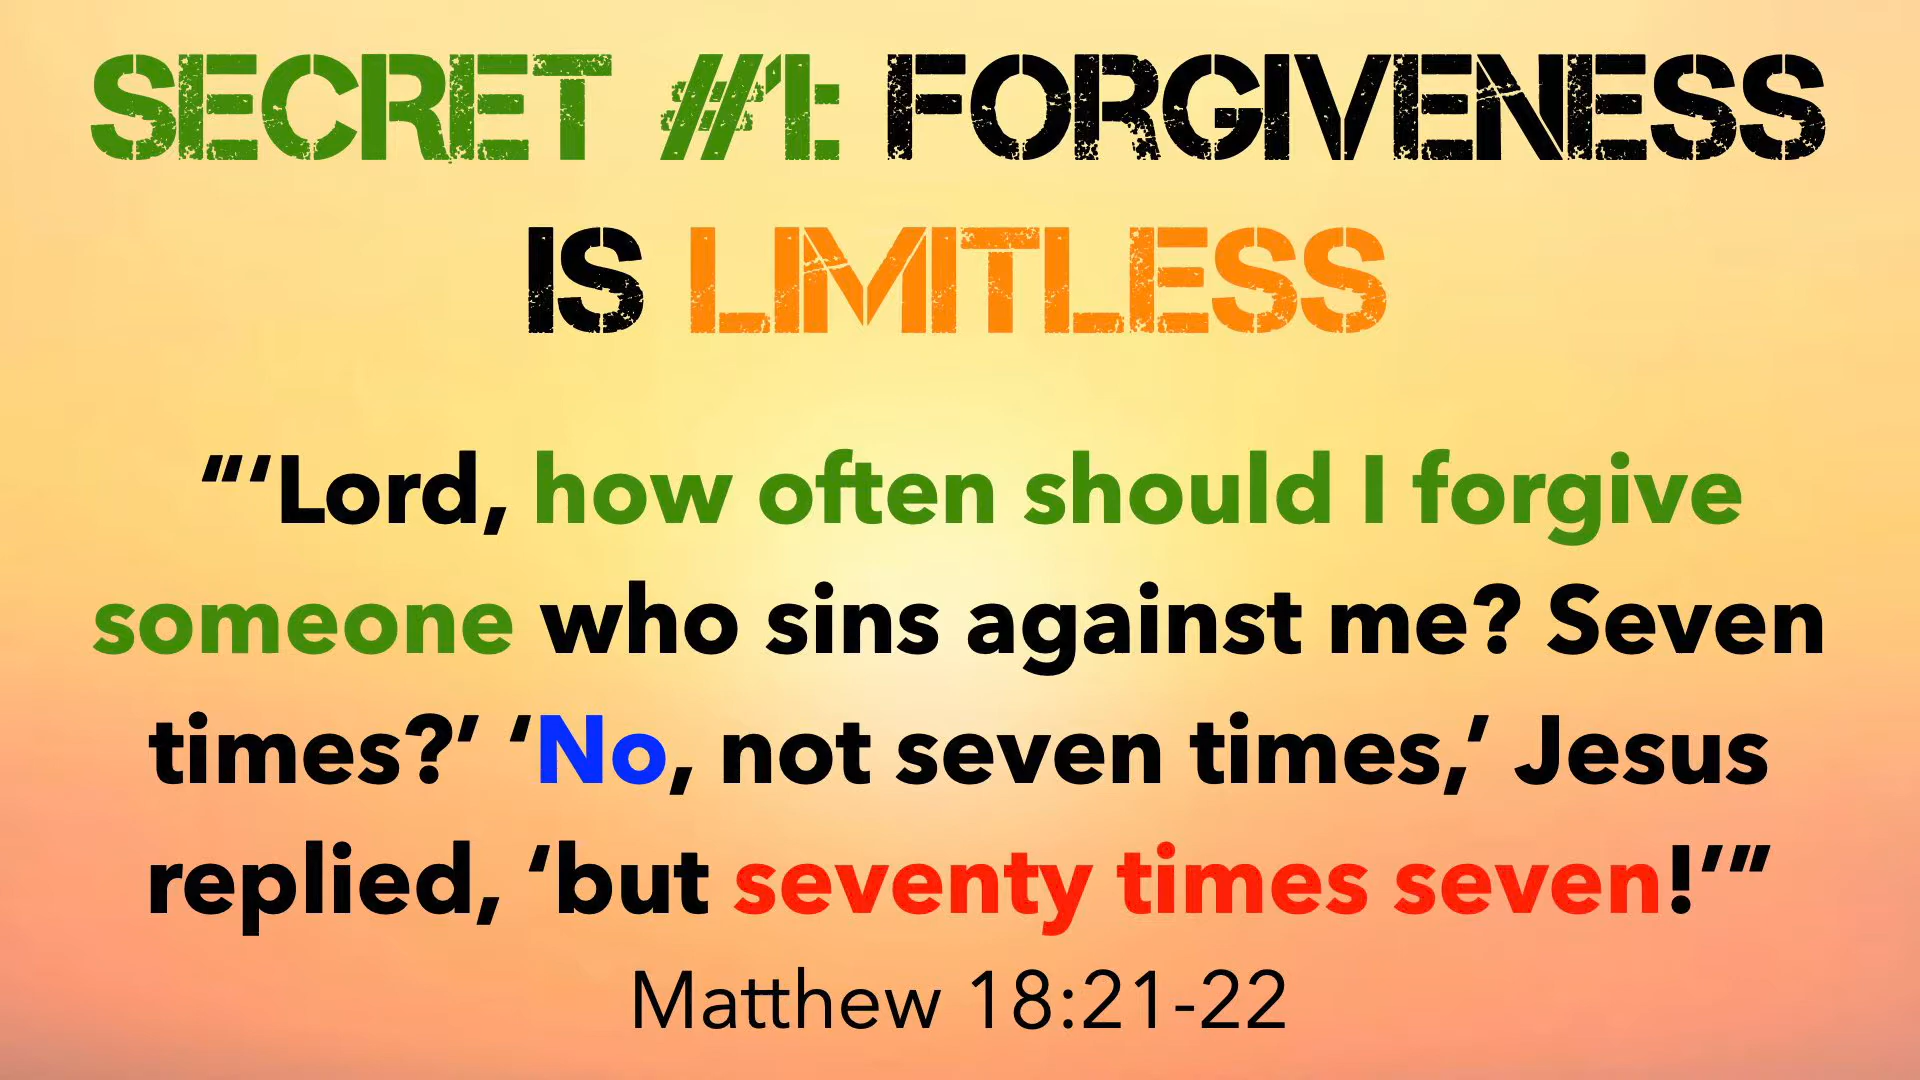 SECRET #1: FORGIVENESS
IS LIMITLESS
“‘Lord, how often should I forgive
someone who sins against me? Seven
times?’ ‘No, not seven times,’ Jesus
replied, ‘but seventy times seven!’”
Matthew 18:21-22